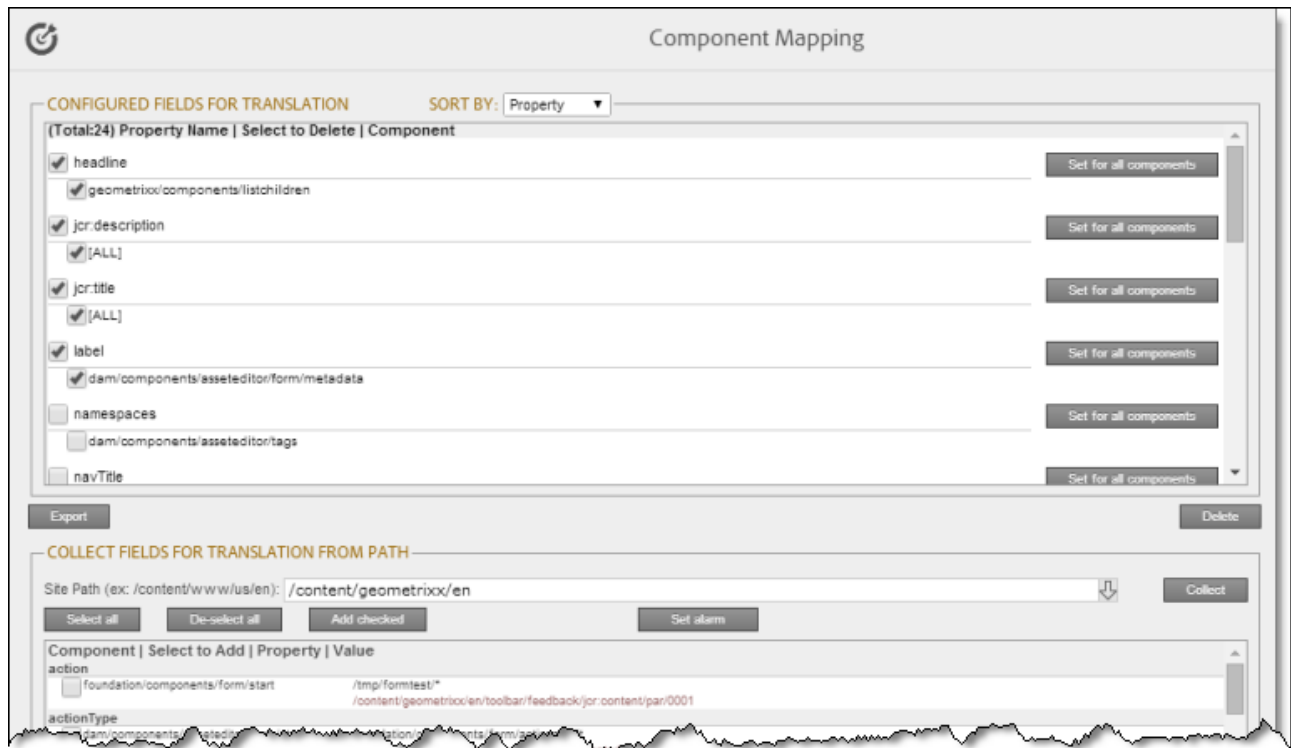 Component Mapping
CONFIGURED FIELDS FOR TRANSLATION SORT BY: Property
(Total:24) Property Name | Select to Delete | Component
headline Set for all components
geometrixx/components/listchildren
jcr:description Set for all components
[ALL]
jcr:title Set for all components
[ALL]
label Set for all components
dam/components/asseteditor/form/metadata
namespaces Set for all components
dam/components/asseteditor/tags
navTitle Set for all components
Export Delete
COLLECT FIELDS FOR TRANSLATION FROM PATH
Site Path (ex: /content/www/us/en): /content/geometrixx/en Collect
Select all De-select all Add checked Set alarm
Component | Select to Add | Property | Value
action
foundation/components/form/start /tmp/formtest/*
/content/geometrixx/en/toolbar/feedback/jcr:content/par/0001
actionType